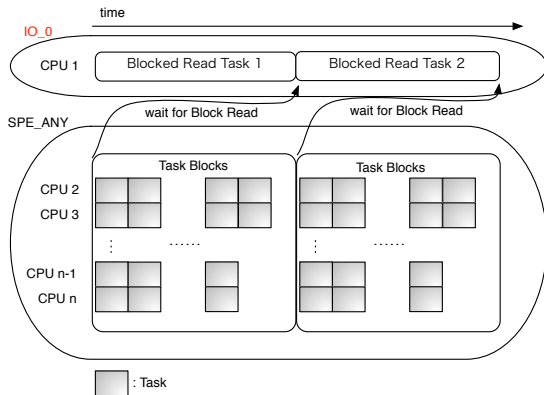 time
IO_0
CPU 1
Blocked Read Task 1
Blocked Read Task 2
wait for Block Read
wait for Block Read
SPE_ANY
Task Blocks
Task Blocks
CPU 2
CPU 3
⋮ ...... ⋮ ......
CPU n-1
CPU n
: Task